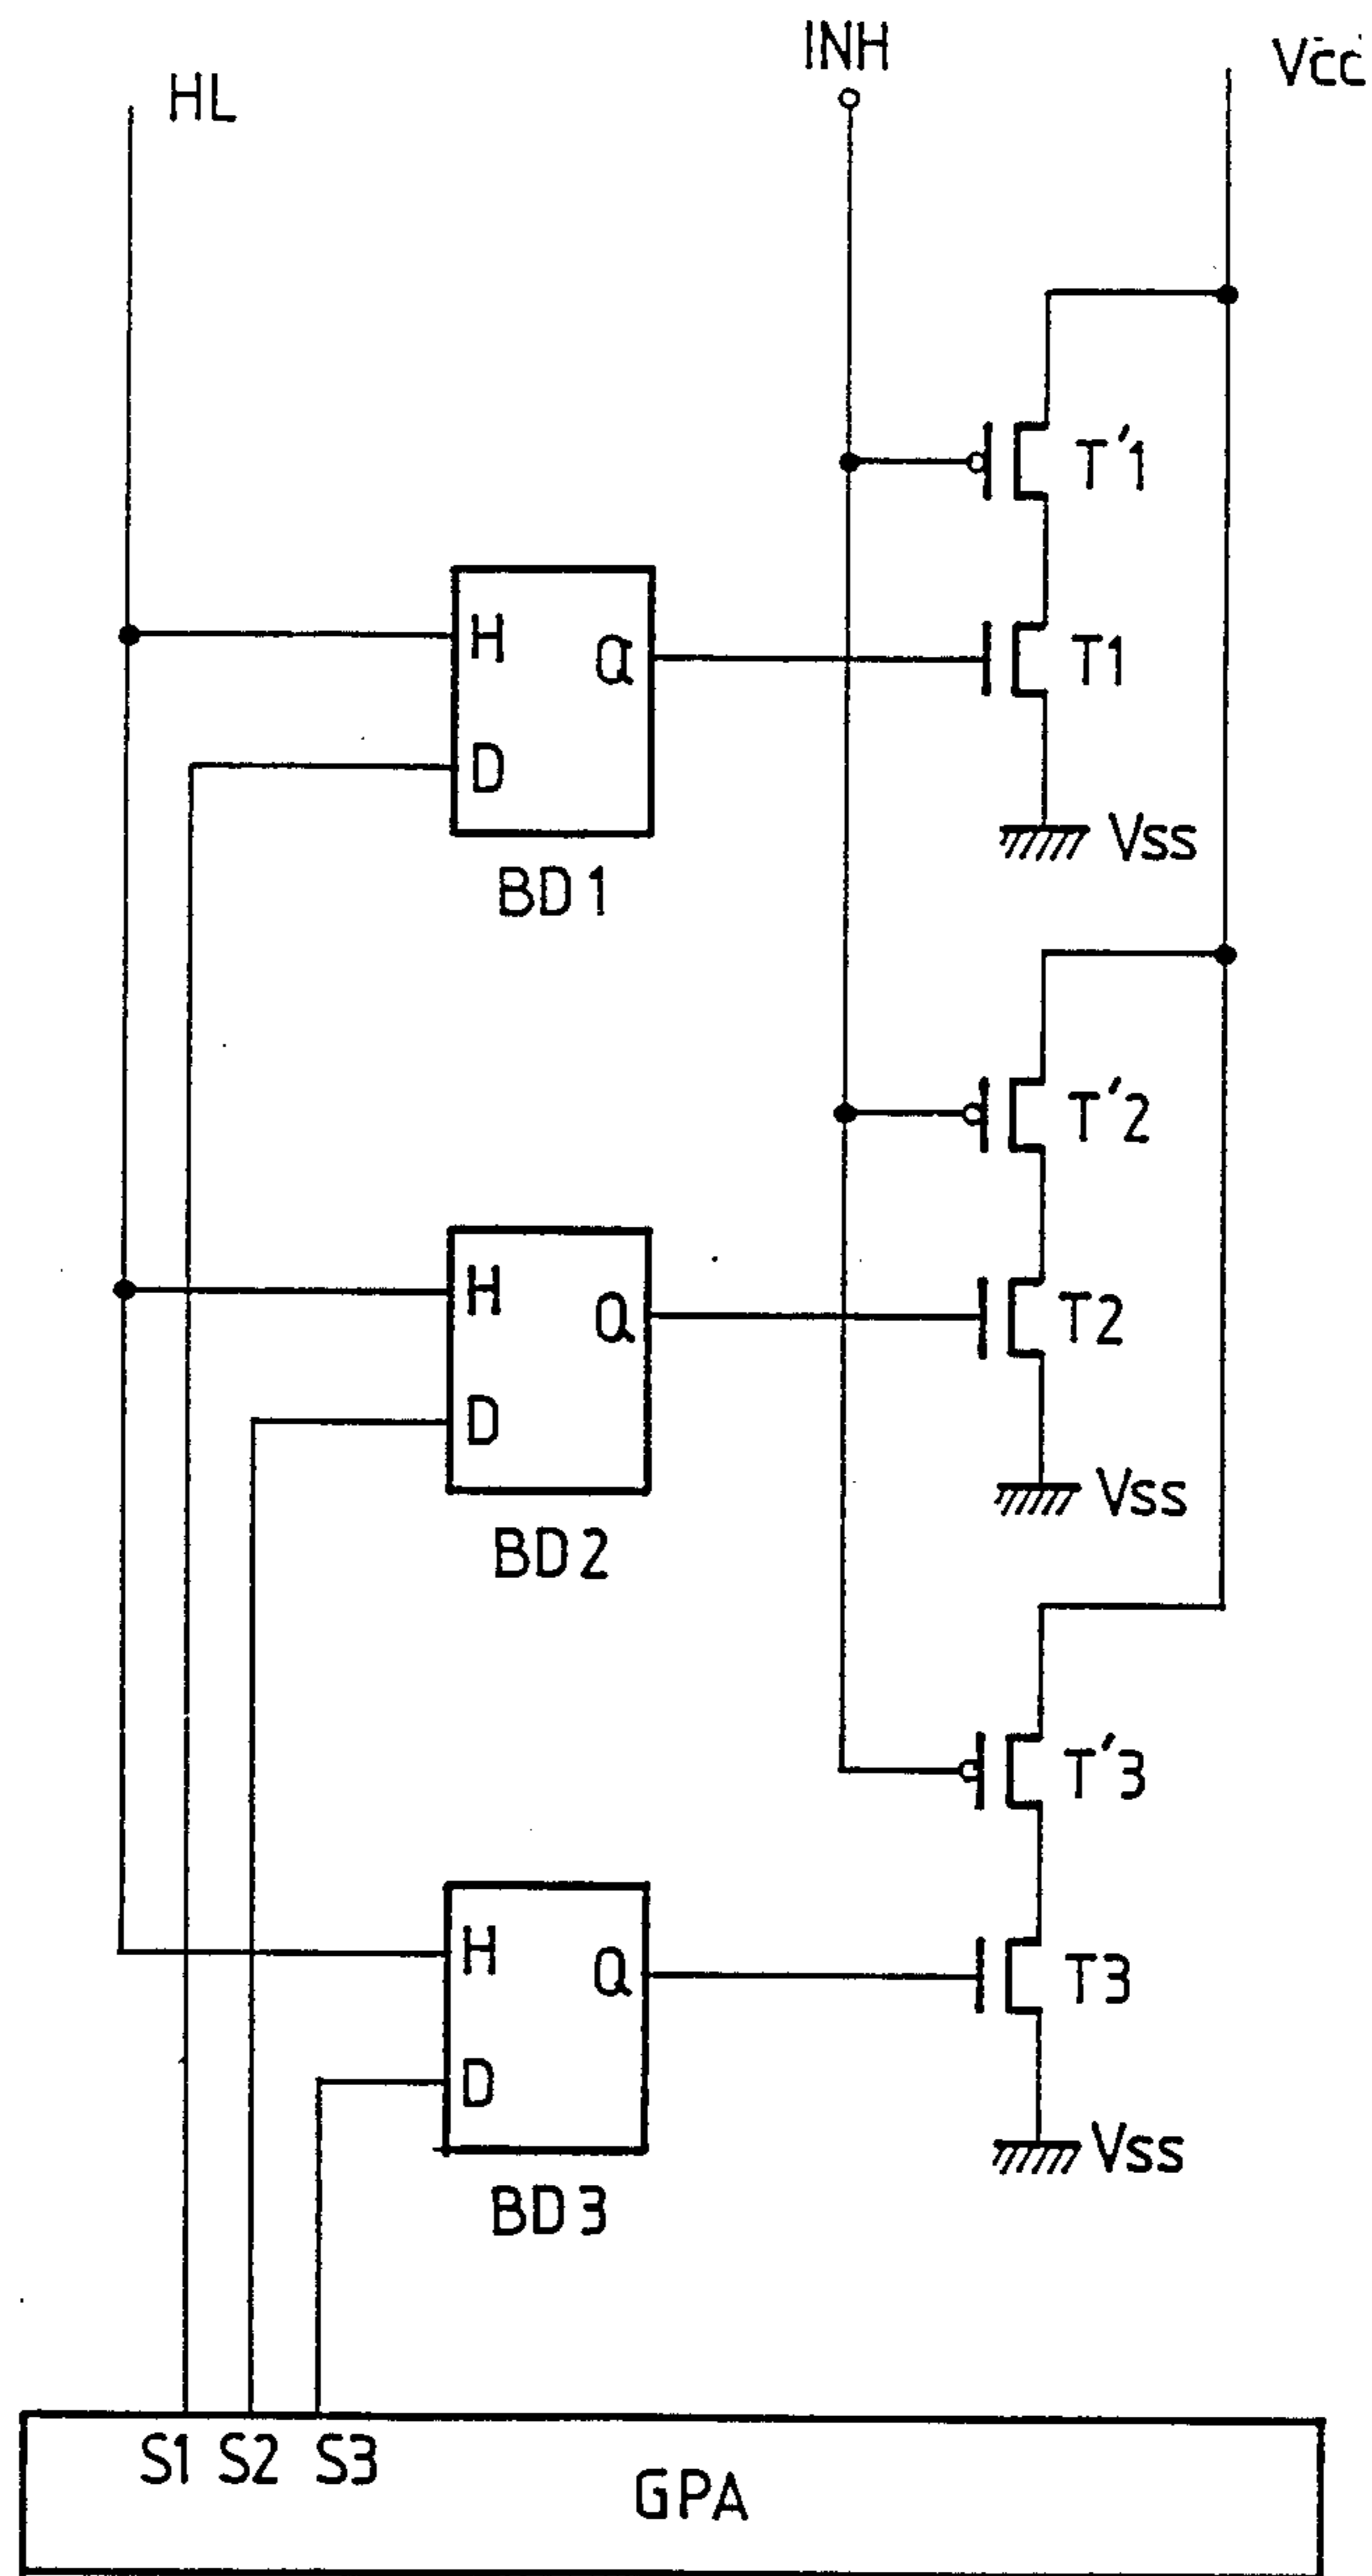 HL
INH
Vcc
T'1
H
Q
T1
D
Vss
BD1
T'2
H
Q
T2
D
Vss
BD2
T'3
H
Q
T3
D
Vss
BD3
S1 S2 S3
GPA